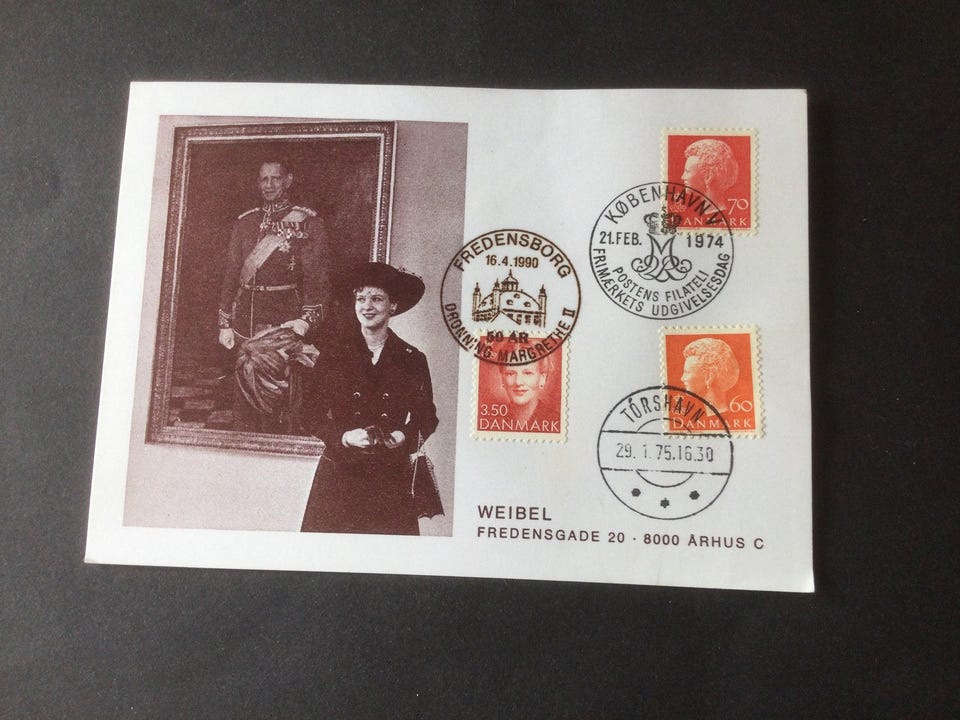 70
DANMARK
KØBENHAVN V
21.FEB. 1974
POSTENS FILATELI
FRIMÆRKETS UDGIVELSESDAG
FREDENSBORG
16.4.1990
50 ÅR
DRONNING MARGRETHE II
3.50
DANMARK
60
DANMARK
TÓRSHAVN
29. 1. 75.16.30
WEIBEL
FREDENSGADE 20 · 8000 ÅRHUS C